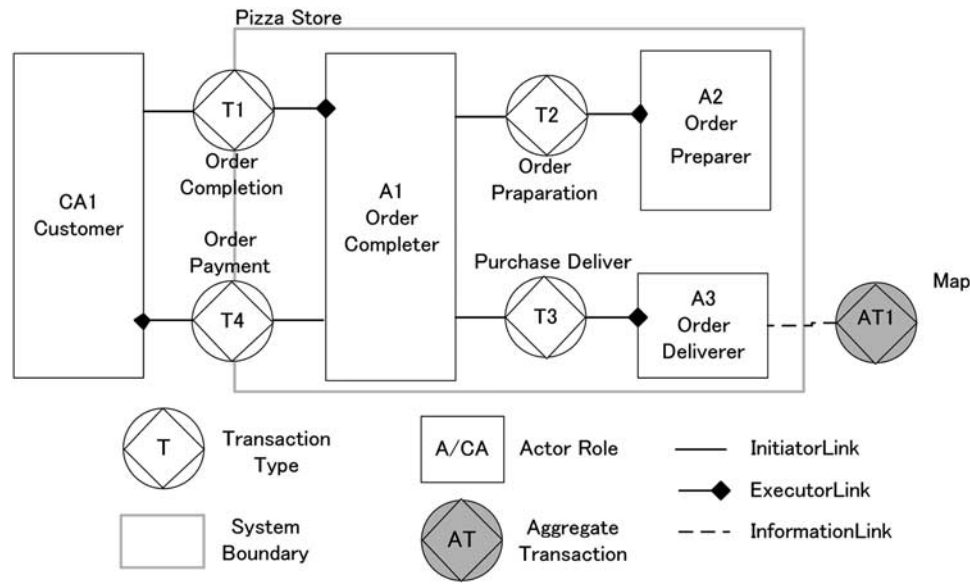 Pizza Store
CA1
Customer
T1
Order
Completion
Order
Payment
T4
A1
Order
Completer
T2
Order
Praparation
Purchase Deliver
T3
A2
Order
Preparer
A3
Order
Deliverer
Map
AT1
T
Transaction
Type
A/CA
Actor Role
InitiatorLink
ExecutorLink
InformationLink
System
Boundary
AT
Aggregate
Transaction